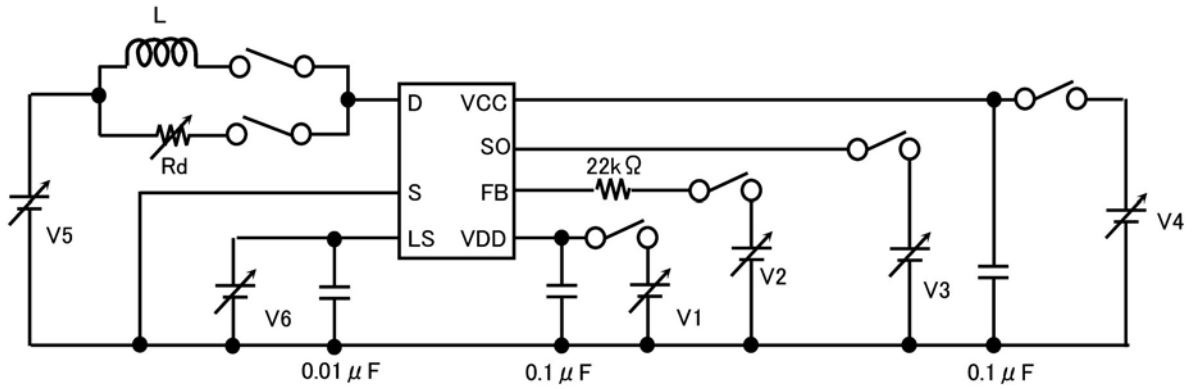 L
Rd
V5
D
S
LS
VCC
SO
FB
VDD
22kΩ
V6
V1
V2
V3
V4
0.01μF
0.1μF
0.1μF